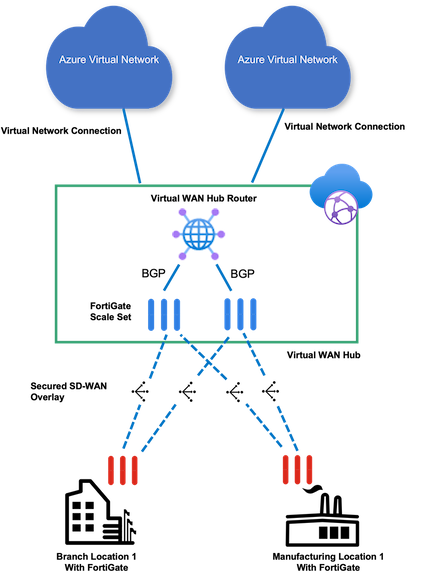 Azure Virtual Network
Azure Virtual Network
Virtual Network Connection
Virtual Network Connection
Virtual WAN Hub Router
BGP
BGP
FortiGate
Scale Set
Virtual WAN Hub
Secured SD-WAN
Overlay
Branch Location 1
With FortiGate
Manufacturing Location 1
With FortiGate